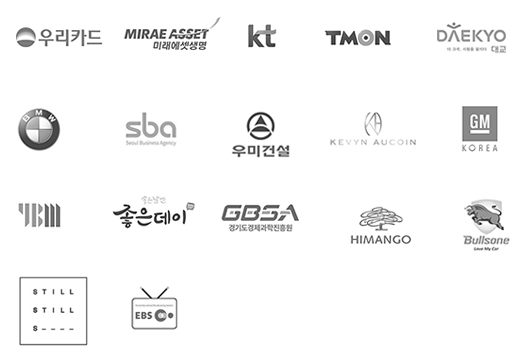 우리카드
MIRAE ASSET
미래에셋생명
kt
TMON
DAEKYO
대교
BMW
sba
Seoul Business Agency
우미건설
KEVYN AUCOIN
GM
KOREA
YBM
좋은데이
GBSA
경기도경제과학진흥원
HIMANGO
Bullsone
Love My Car
STILL
STILL
S----
EBS